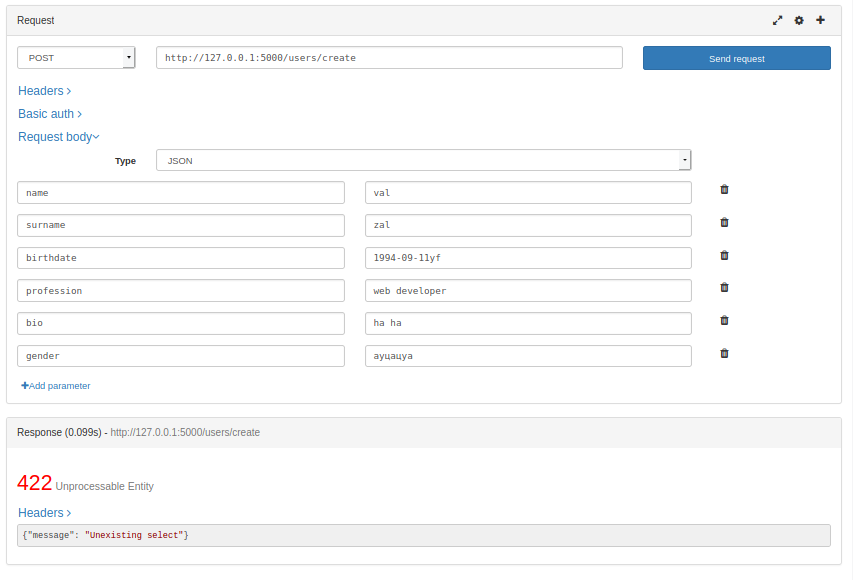 Request
POST http://127.0.0.1:5000/users/create Send request
Headers
Basic auth
Request body
Type JSON
name val
surname zal
birthdate 1994-09-11yf
profession web developer
bio ha ha
gender ауцацуа
Add parameter
Response (0.099s) - http://127.0.0.1:5000/users/create
422 Unprocessable Entity
Headers
{"message": "Unexisting select"}